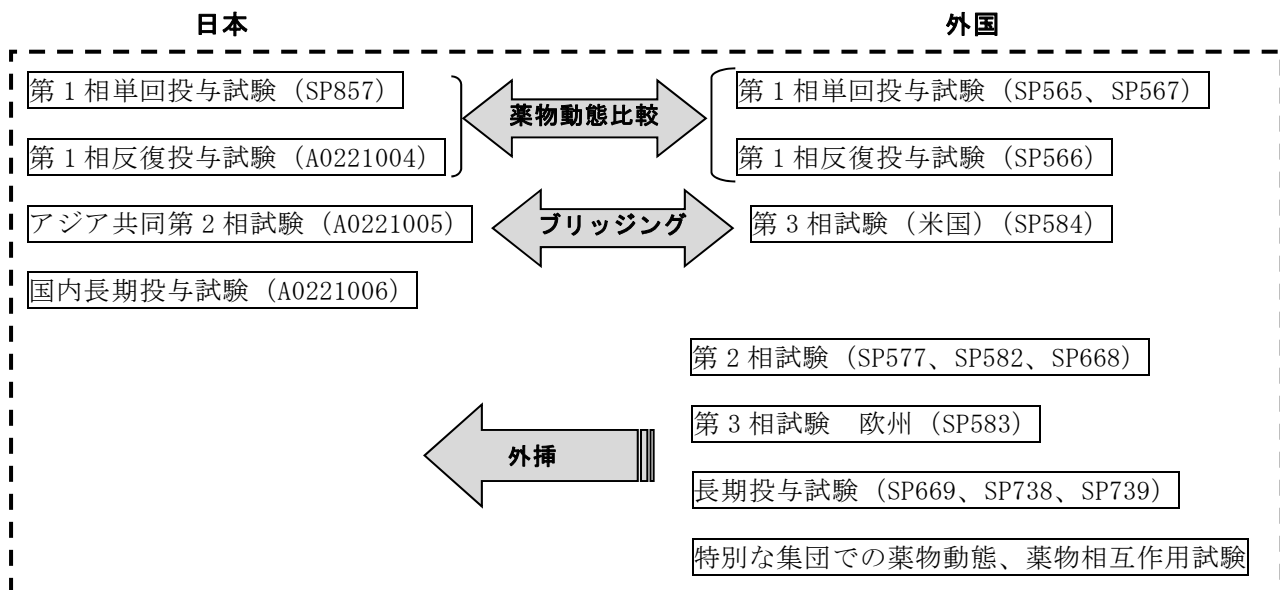 日本
外国
第1相単回投与試験（SP857）
薬物動態比較
第1相単回投与試験（SP565、SP567）
第1相反復投与試験（A0221004）
第1相反復投与試験（SP566）
アジア共同第2相試験（A0221005）
ブリッジング
第3相試験（米国）（SP584）
国内長期投与試験（A0221006）
第2相試験（SP577、SP582、SP668）
第3相試験　欧州（SP583）
外挿
長期投与試験（SP669、SP738、SP739）
特別な集団での薬物動態、薬物相互作用試験